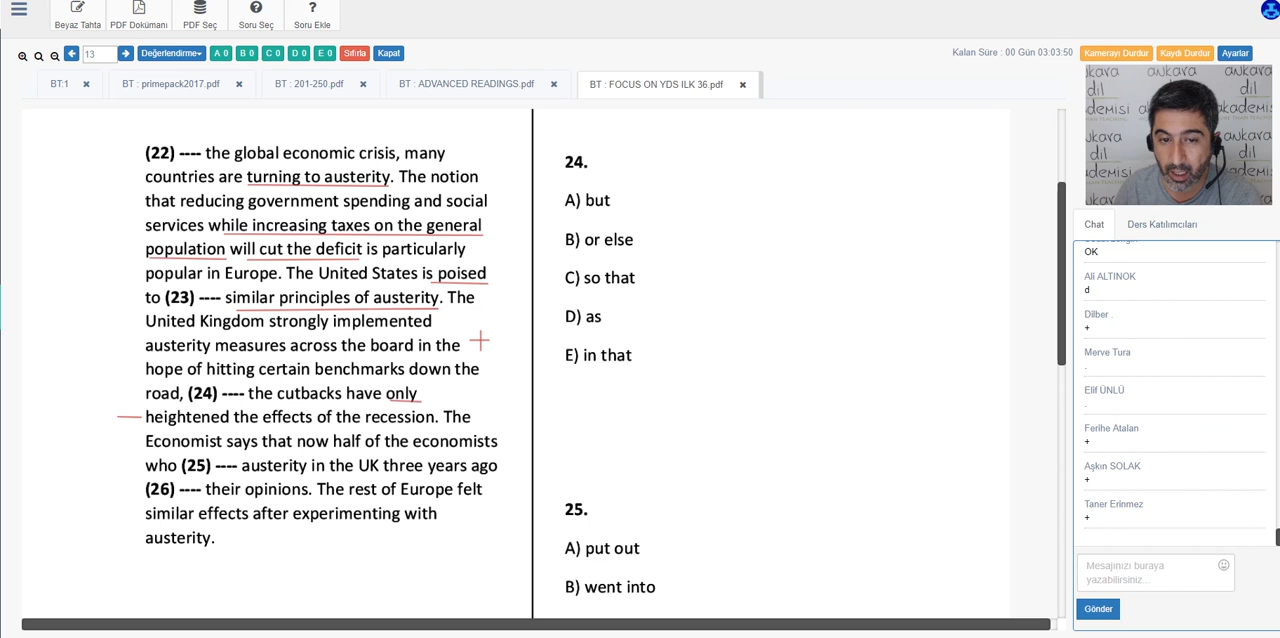 Beyaz Tahta
PDF Dokümanı
PDF Seç
Soru Seç
Soru Ekle
13
Değerlendirme
A 0
B 0
C 0
D 0
E 0
Sıfırla
Kapat
Kalan Süre : 00 Gün 03:03:50
Kamerayı Durdur
Kaydı Durdur
Ayarlar
BT:1
BT : primepack2017.pdf
BT : 201-250.pdf
BT : ADVANCED READINGS.pdf
BT : FOCUS ON YDS ILK 36.pdf
(22) ---- the global economic crisis, many
countries are turning to austerity. The notion
that reducing government spending and social
services while increasing taxes on the general
population will cut the deficit is particularly
popular in Europe. The United States is poised
to (23) ---- similar principles of austerity. The
United Kingdom strongly implemented
austerity measures across the board in the
hope of hitting certain benchmarks down the
road, (24) ---- the cutbacks have only
heightened the effects of the recession. The
Economist says that now half of the economists
who (25) ---- austerity in the UK three years ago
(26) ---- their opinions. The rest of Europe felt
similar effects after experimenting with
austerity.
24.
A) but
B) or else
C) so that
D) as
E) in that
25.
A) put out
B) went into
ankara
dil
akademisi
Chat
Ders Katılımcıları
OK
Ali ALTINOK
d
Dilber .
+
Merve Tura
.
Elif ÜNLÜ
.
Ferihe Atalan
+
Aşkın SOLAK
+
Taner Erinmez
+
Mesajınızı buraya
yazabilirsiniz...
Gönder